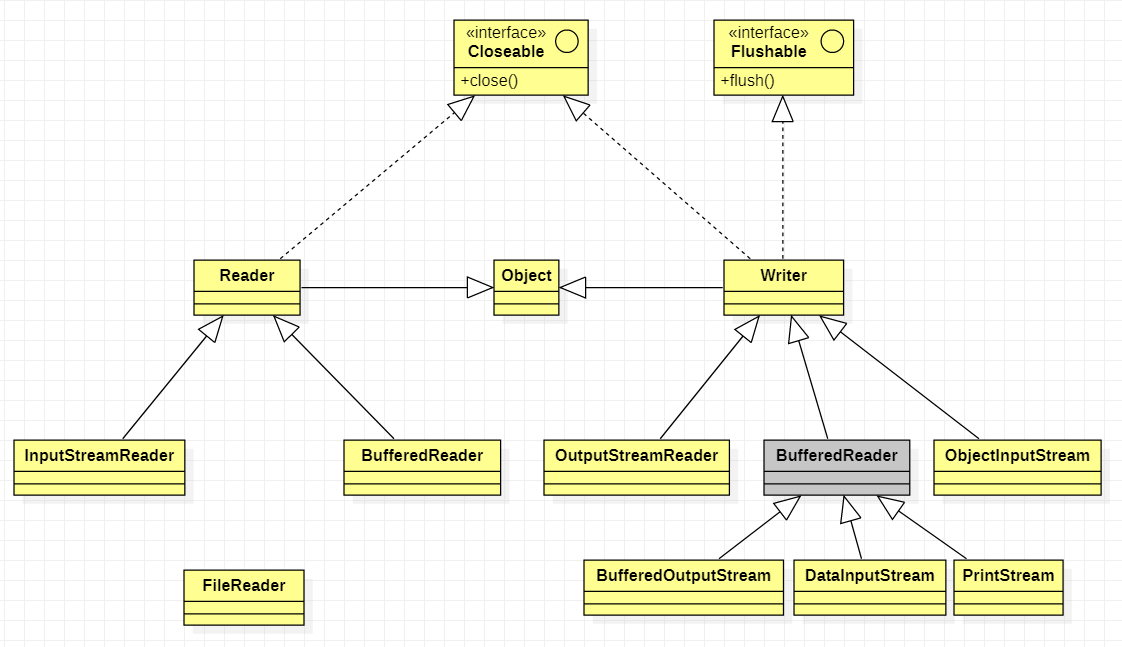 «interface»
Closeable
+close()
«interface»
Flushable
+flush()
Reader
Object
Writer
InputStreamReader
BufferedReader
OutputStreamReader
BufferedReader
ObjectInputStream
FileReader
BufferedOutputStream
DataInputStream
PrintStream